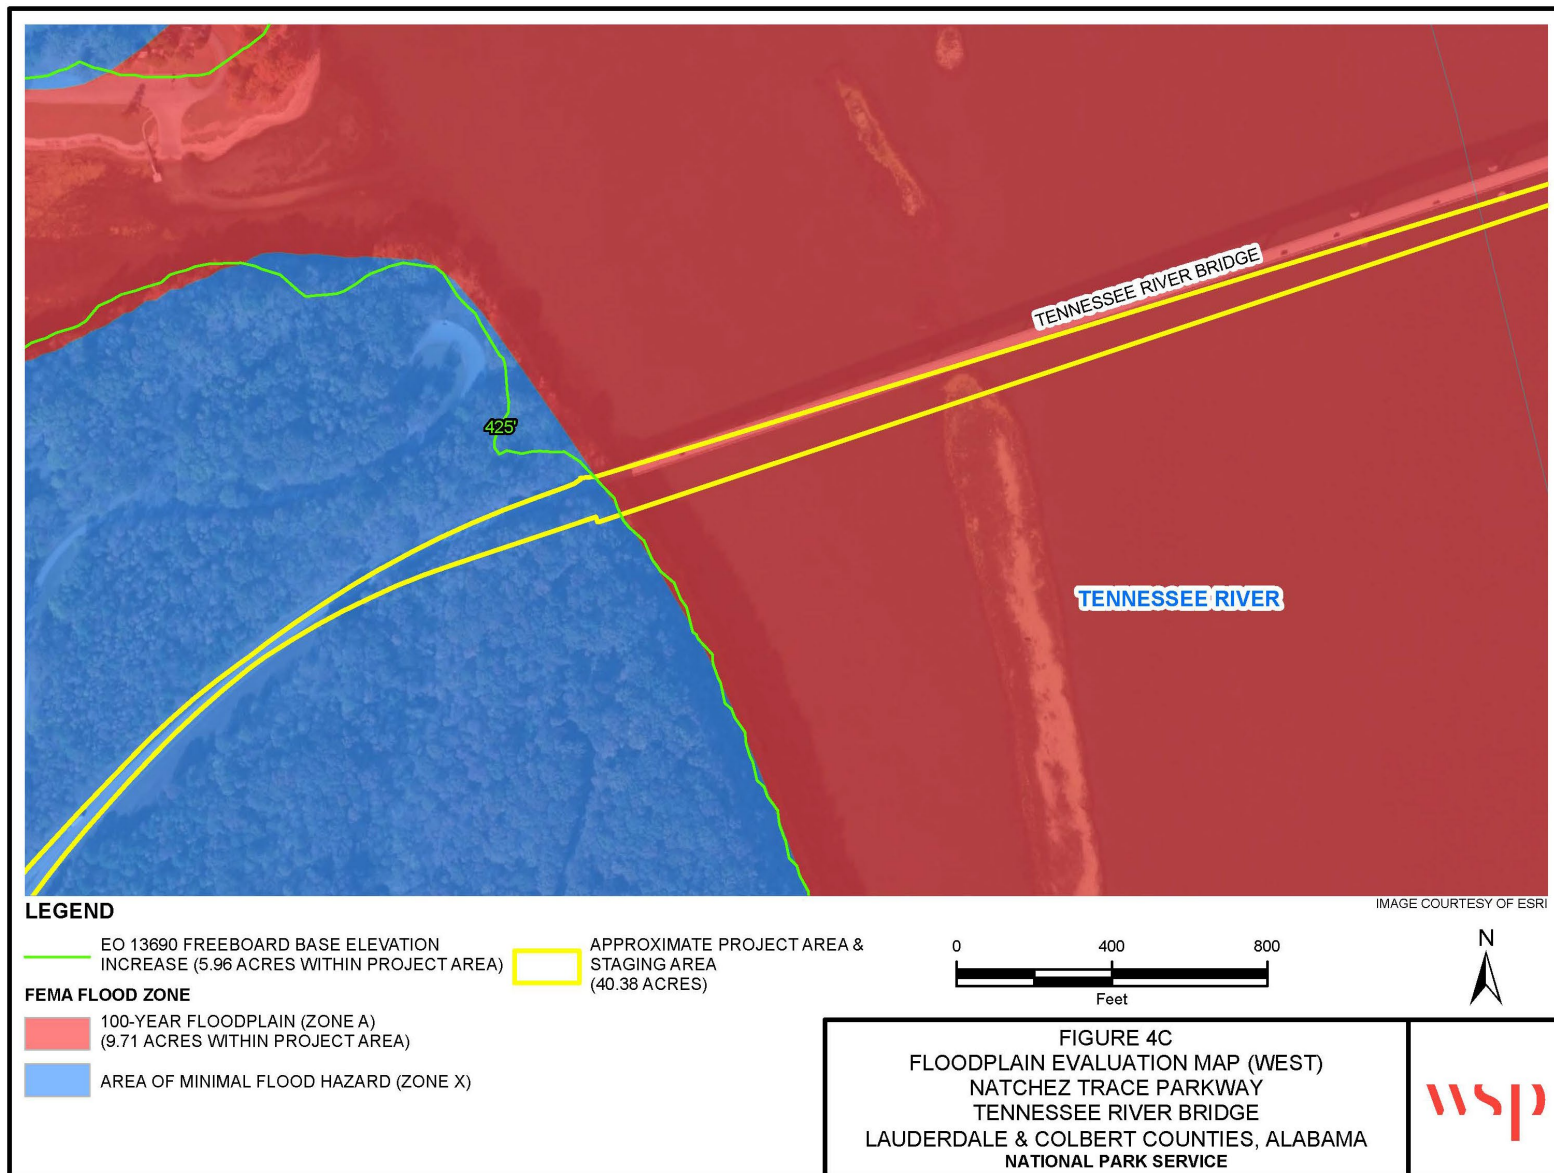 TENNESSEE RIVER BRIDGE
425'
TENNESSEE RIVER
IMAGE COURTESY OF ESRI
LEGEND
EO 13690 FREEBOARD BASE ELEVATION
INCREASE (5.96 ACRES WITHIN PROJECT AREA)
APPROXIMATE PROJECT AREA &
STAGING AREA
(40.38 ACRES)
FEMA FLOOD ZONE
100-YEAR FLOODPLAIN (ZONE A)
(9.71 ACRES WITHIN PROJECT AREA)
AREA OF MINIMAL FLOOD HAZARD (ZONE X)
0 400 800
Feet
N
FIGURE 4C
FLOODPLAIN EVALUATION MAP (WEST)
NATCHEZ TRACE PARKWAY
TENNESSEE RIVER BRIDGE
LAUDERDALE & COLBERT COUNTIES, ALABAMA
NATIONAL PARK SERVICE
wsp